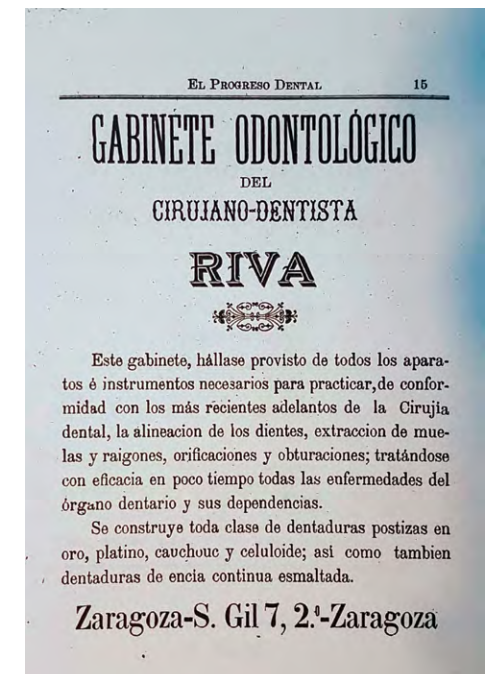 EL PROGRESO DENTAL 15
GABINETE ODONTOLÓGICO
DEL
CIRUJANO-DENTISTA
RIVA
Este gabinete, hállase provisto de todos los apara-
tos é instrumentos necesarios para practicar, de confor-
midad con los más recientes adelantos de la Cirujía
dental, la alineacion de los dientes, extraccion de mue-
las y raigones, orificaciones y obturaciones; tratándose
con eficacia en poco tiempo todas las enfermedades del
órgano dentario y sus dependencias.
Se construye toda clase de dentaduras postizas en
oro, platino, cauchouc y celuloide; asi como tambien
dentaduras de encia continua esmaltada.
Zaragoza-S. Gil 7, 2.º-Zaragoza